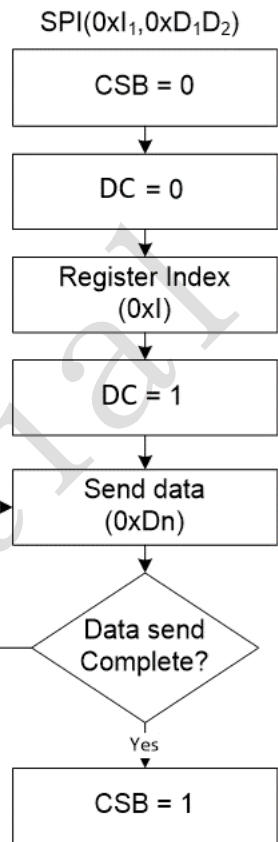 SPI(0xI₁,0xD₁D₂)
CSB = 0
DC = 0
Register Index
(0xI)
DC = 1
Send data
(0xDn)
Data send
Complete?
Yes
CSB = 1